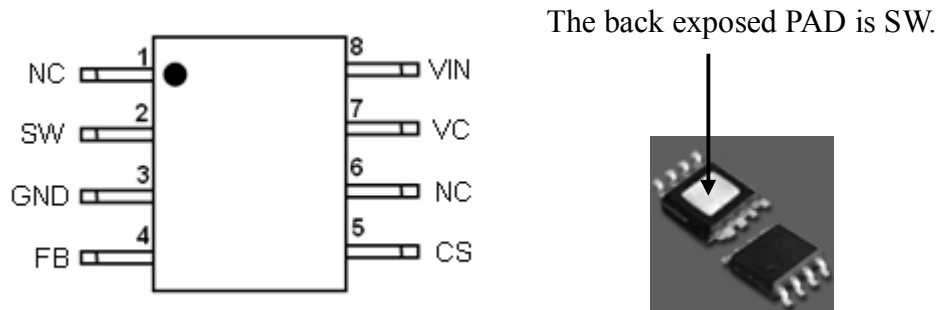 The back exposed PAD is SW.
NC 1 8 VIN
SW 2 7 VC
GND 3 6 NC
FB 4 5 CS